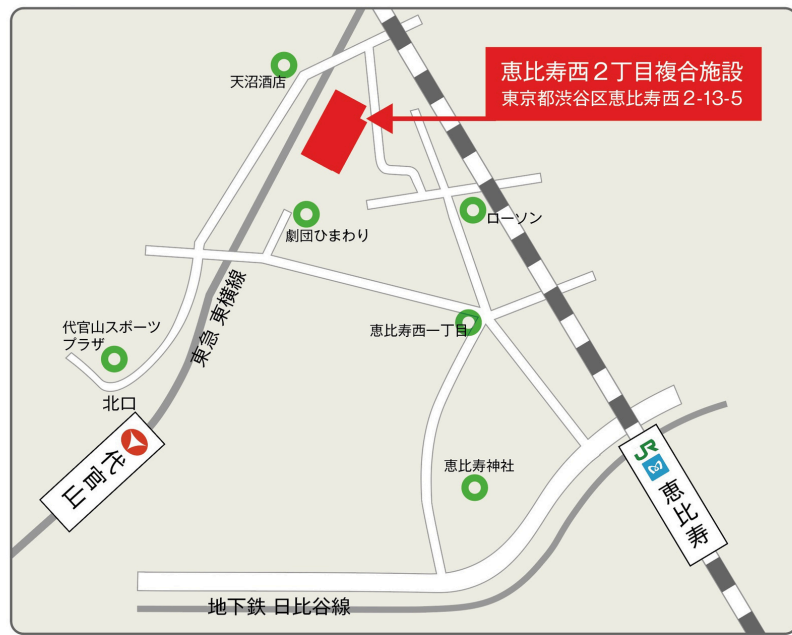 恵比寿西2丁目複合施設
東京都渋谷区恵比寿西2-13-5
天沼酒店
劇団ひまわり
ローソン
東急 東横線
代官山スポーツ
プラザ
恵比寿西一丁目
北口
代官山
恵比寿神社
JR
恵比寿
地下鉄 日比谷線